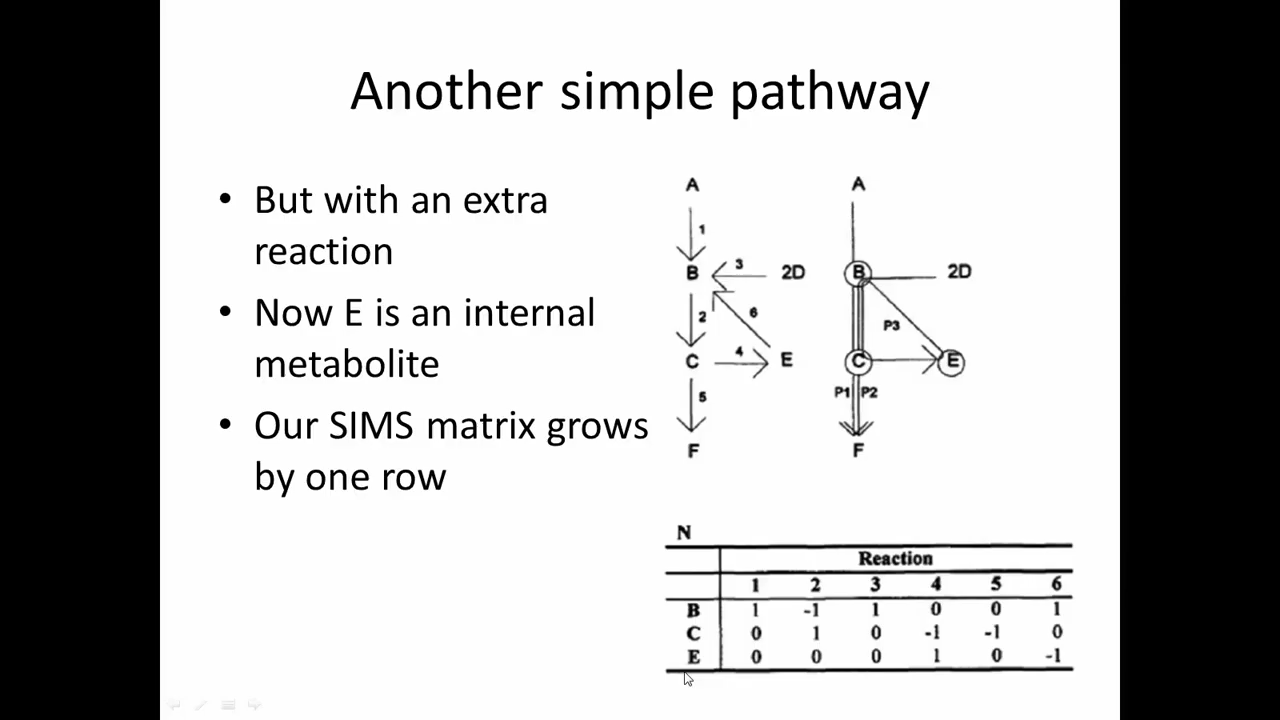 Another simple pathway
• But with an extra
reaction
• Now E is an internal
metabolite
• Our SIMS matrix grows
by one row
A
1
B 3 2D
2 6
C 4 E
5
F
A
B 2D
P3
C E
P1 P2
F
N
Reaction
1 2 3 4 5 6
B 1 -1 1 0 0 1
C 0 1 0 -1 -1 0
E 0 0 0 1 0 -1